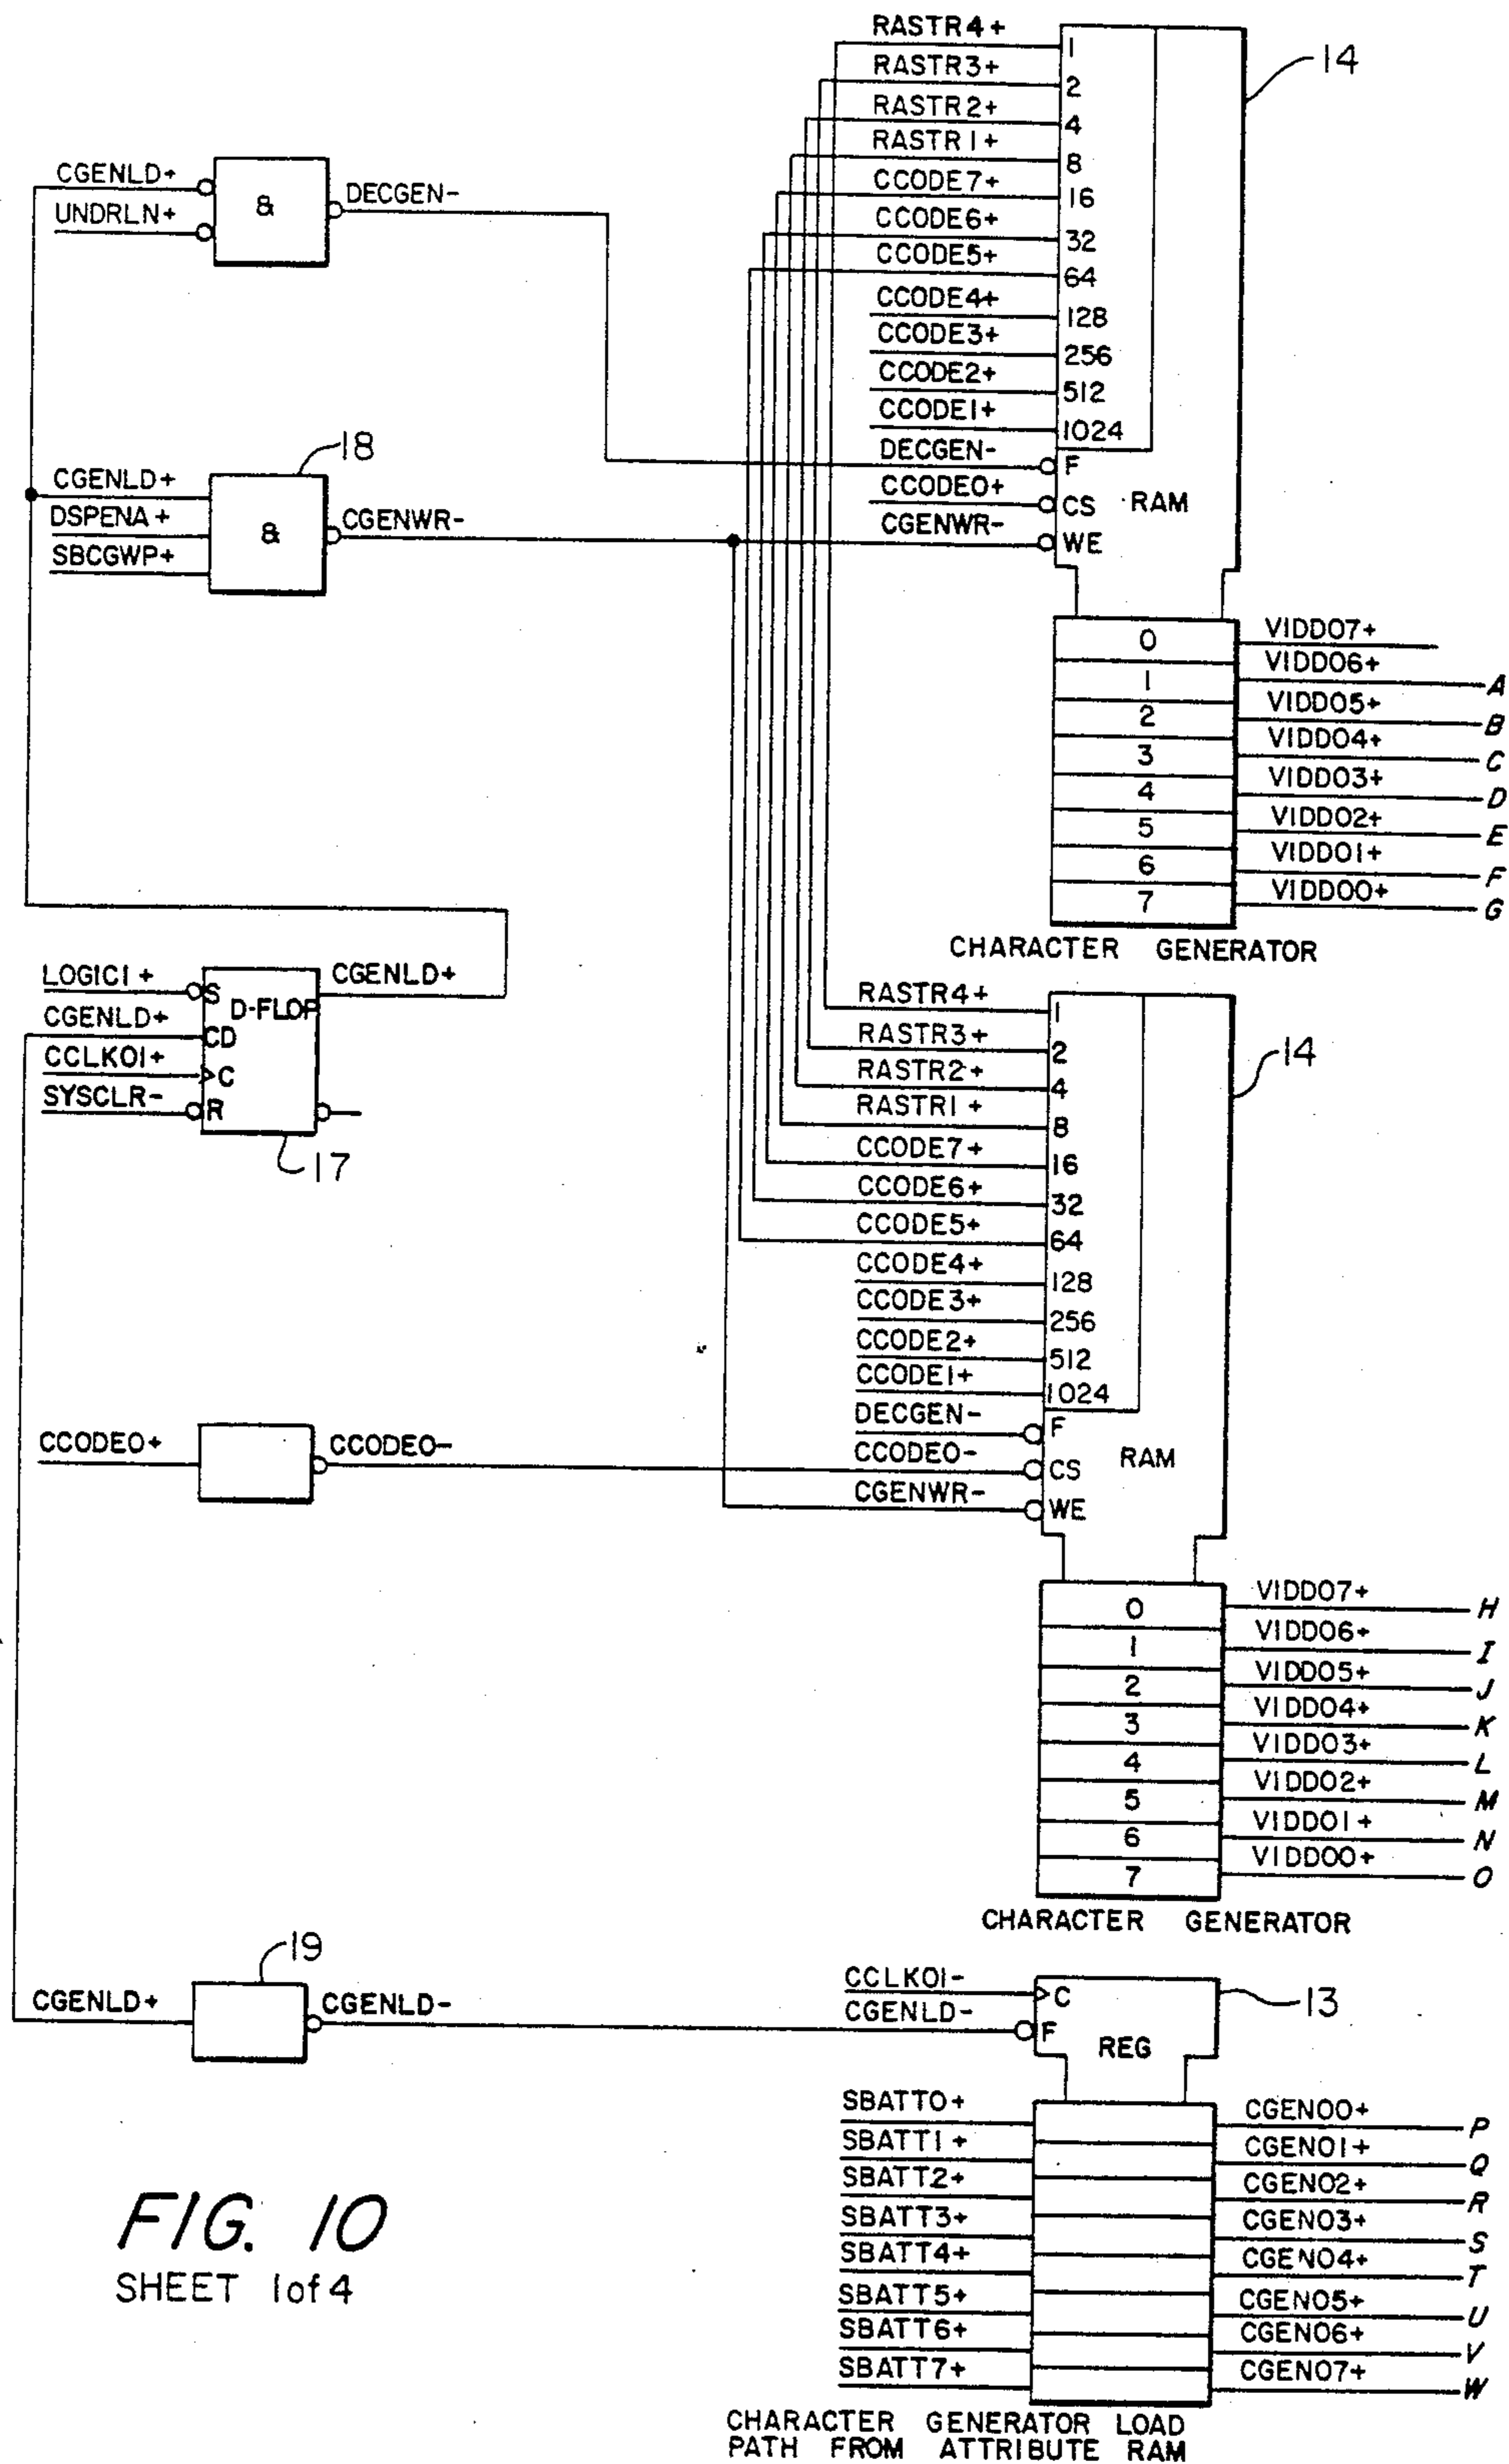 RASTR4+
1
14
RASTR3+
2
RASTR2+
4
RASTR1+
8
CCODE7+
16
CCODE6+
32
CCODE5+
64
CCODE4+
128
CCODE3+
256
CCODE2+
512
CCODE1+
1024
DECGEN-
F
CCODE0+
CS
RAM
CGENWR-
WE
CGENLD+
UNDRLN+
&
DECGEN-
18
CGENLD+
DSPENA+
SBCGWP+
&
CGENWR-
0
VIDD07+
1
VIDD06+
A
2
VIDD05+
B
3
VIDD04+
C
4
VIDD03+
D
5
VIDD02+
E
6
VIDD01+
F
7
VIDD00+
G
CHARACTER GENERATOR
LOGIC1+
S
D-FLOP
CGENLD+
CGENLD+
CD
CCLK01+
C
SYSCLR-
R
17
RASTR4+
1
14
RASTR3+
2
RASTR2+
4
RASTR1+
8
CCODE7+
16
CCODE6+
32
CCODE5+
64
CCODE4+
128
CCODE3+
256
CCODE2+
512
CCODE1+
1024
DECGEN-
F
CCODE0-
CS
RAM
CGENWR-
WE
CCODE0+
CCODE0-
0
VIDD07+
H
1
VIDD06+
I
2
VIDD05+
J
3
VIDD04+
K
4
VIDD03+
L
5
VIDD02+
M
6
VIDD01+
N
7
VIDD00+
O
CHARACTER GENERATOR
19
CGENLD+
CGENLD-
CCLK01-
C
13
CGENLD-
F
REG
SBATT0+
CGEN00+
P
SBATT1+
CGEN01+
Q
SBATT2+
CGEN02+
R
SBATT3+
CGEN03+
S
SBATT4+
CGEN04+
T
SBATT5+
CGEN05+
U
SBATT6+
CGEN06+
V
SBATT7+
CGEN07+
W
CHARACTER GENERATOR LOAD
PATH FROM ATTRIBUTE RAM
FIG. 10
SHEET 1 of 4